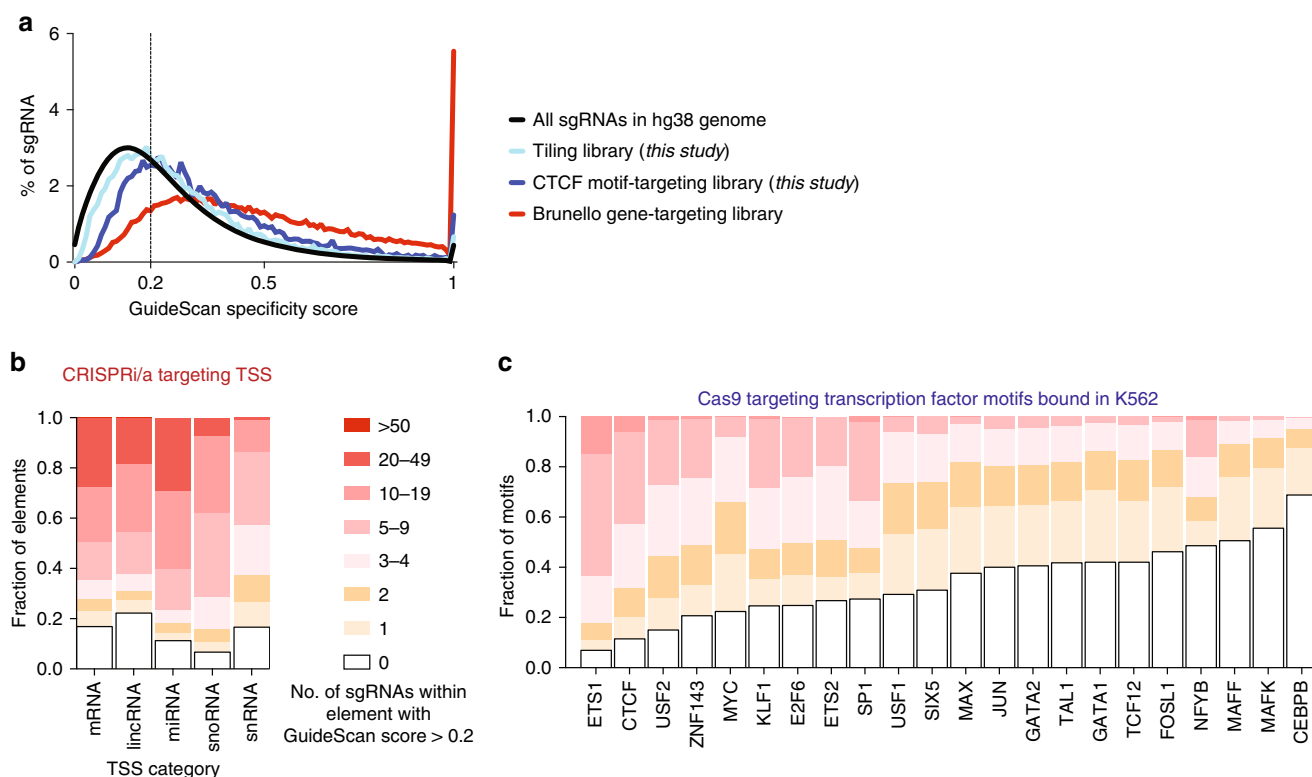 a
6
4
2
0
% of sgRNA
0
0.2
0.5
1
GuideScan specificity score
All sgRNAs in hg38 genome
Tiling library (this study)
CTCF motif-targeting library (this study)
Brunello gene-targeting library
b
CRISPRi/a targeting TSS
1.0
0.8
0.6
0.4
0.2
0.0
Fraction of elements
mRNA
lincRNA
miRNA
snoRNA
snRNA
TSS category
>50
20–49
10–19
5–9
3–4
2
1
0
No. of sgRNAs within
element with
GuideScan score > 0.2
c
Cas9 targeting transcription factor motifs bound in K562
1.0
0.8
0.6
0.4
0.2
0.0
Fraction of motifs
ETS1
CTCF
USF2
ZNF143
MYC
KLF1
E2F6
ETS2
SP1
USF1
SIX5
MAX
JUN
GATA2
TAL1
GATA1
TCF12
FOSL1
NFYB
MAFF
MAFK
CEBPB